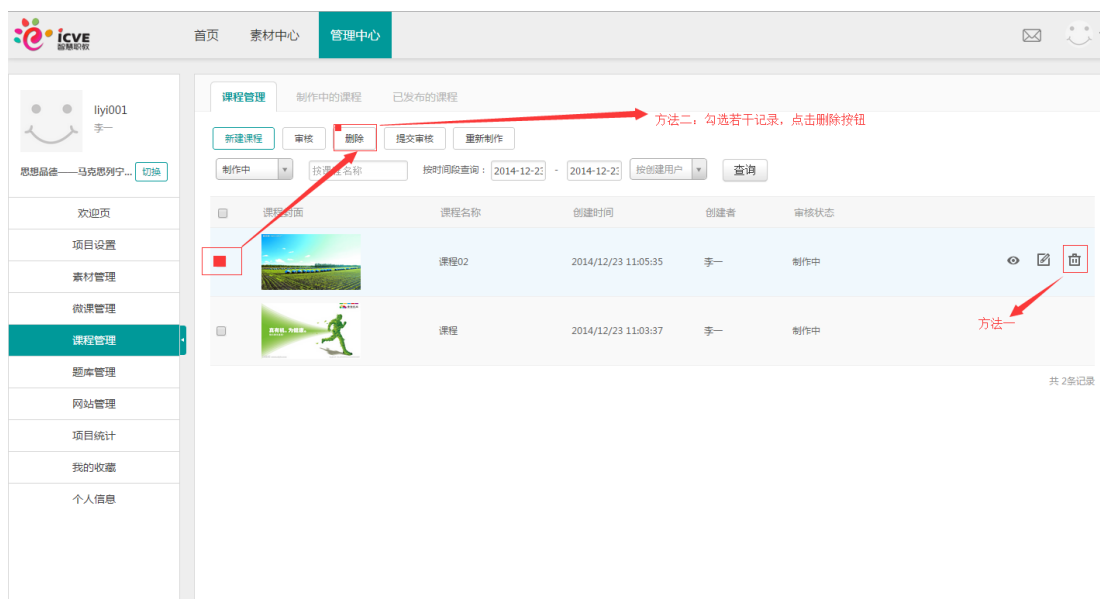 icve
智慧职教
首页 素材中心 管理中心
liyi001
李一
思想品德——马克思列宁... 切换
欢迎页
项目设置
素材管理
微课管理
课程管理
题库管理
网站管理
项目统计
我的收藏
个人信息
课程管理 制作中的课程 已发布的课程
方法二：勾选若干记录，点击删除按钮
新建课程 审核 删除 提交审核 重新制作
制作中 按课程名称 按时间段查询： 2014-12-23 - 2014-12-23 按创建用户 查询
课程封面 课程名称 创建时间 创建者 审核状态
课程02 2014/12/23 11:05:35 李一 制作中
方法一
课程 2014/12/23 11:03:37 李一 制作中
共 2条记录